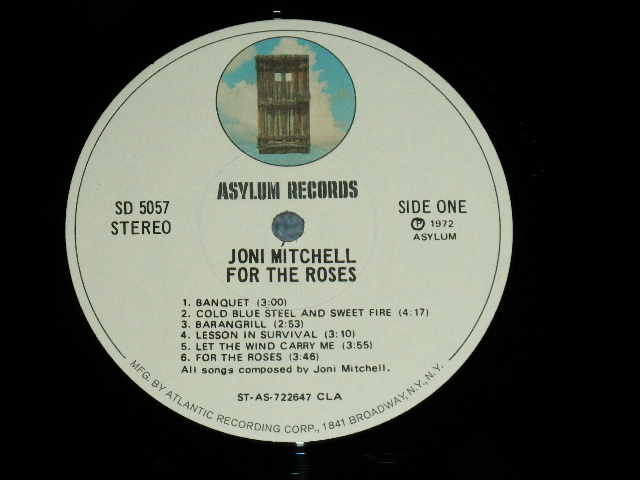 ASYLUM RECORDS
SD 5057
STEREO
SIDE ONE
Ⓟ 1972
ASYLUM
JONI MITCHELL
FOR THE ROSES
1. BANQUET (3:00)
2. COLD BLUE STEEL AND SWEET FIRE (4:17)
3. BARANGRILL (2:53)
4. LESSON IN SURVIVAL (3:10)
5. LET THE WIND CARRY ME (3:55)
6. FOR THE ROSES (3:46)
All songs composed by Joni Mitchell.
ST-AS-722647 CLA
MFG. BY ATLANTIC RECORDING CORP., 1841 BROADWAY, N.Y., N.Y.